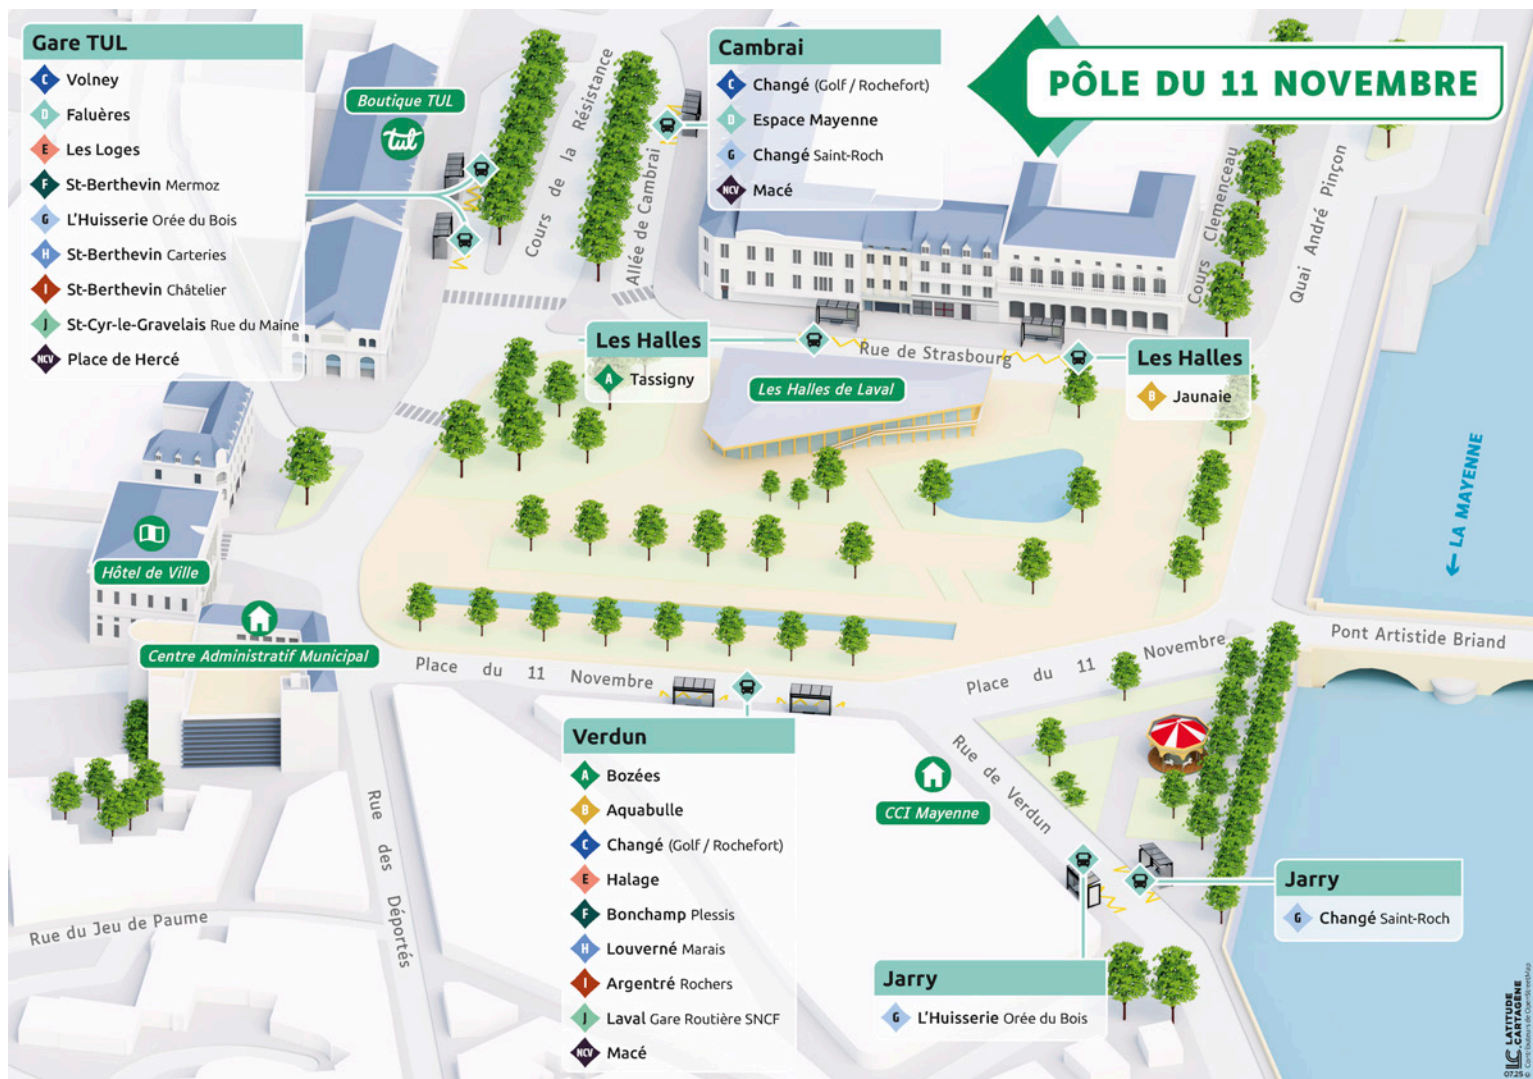 PÔLE DU 11 NOVEMBRE
Gare TUL
C Volney
D Faluères
E Les Loges
F St-Berthevin Mermoz
G L'Huisserie Orée du Bois
H St-Berthevin Carteries
I St-Berthevin Châtelier
J St-Cyr-le-Gravelais Rue du Maine
NCV Place de Hercé
Boutique TUL
tul
Cours de la Résistance
Allée de Cambrai
Cambrai
C Changé (Golf / Rochefort)
D Espace Mayenne
G Changé Saint-Roch
NCV Macé
Cours Clemenceau
Quai André Pinçon
Les Halles
A Tassigny
Rue de Strasbourg
Les Halles de Laval
Les Halles
B Jaunaie
← LA MAYENNE
Hôtel de Ville
Centre Administratif Municipal
Place du 11 Novembre
Place du 11 Novembre
Pont Artistide Briand
Verdun
A Bozées
B Aquabulle
C Changé (Golf / Rochefort)
E Halage
F Bonchamp Plessis
H Louverné Marais
I Argentré Rochers
J Laval Gare Routière SNCF
NCV Macé
Rue de Verdun
CCI Mayenne
Rue des Déportés
Rue du Jeu de Paume
Jarry
G Changé Saint-Roch
Jarry
G L'Huisserie Orée du Bois
LC LATITUDE CARTAGÈNE
07.25 © Contributeurs de OpenStreetMap